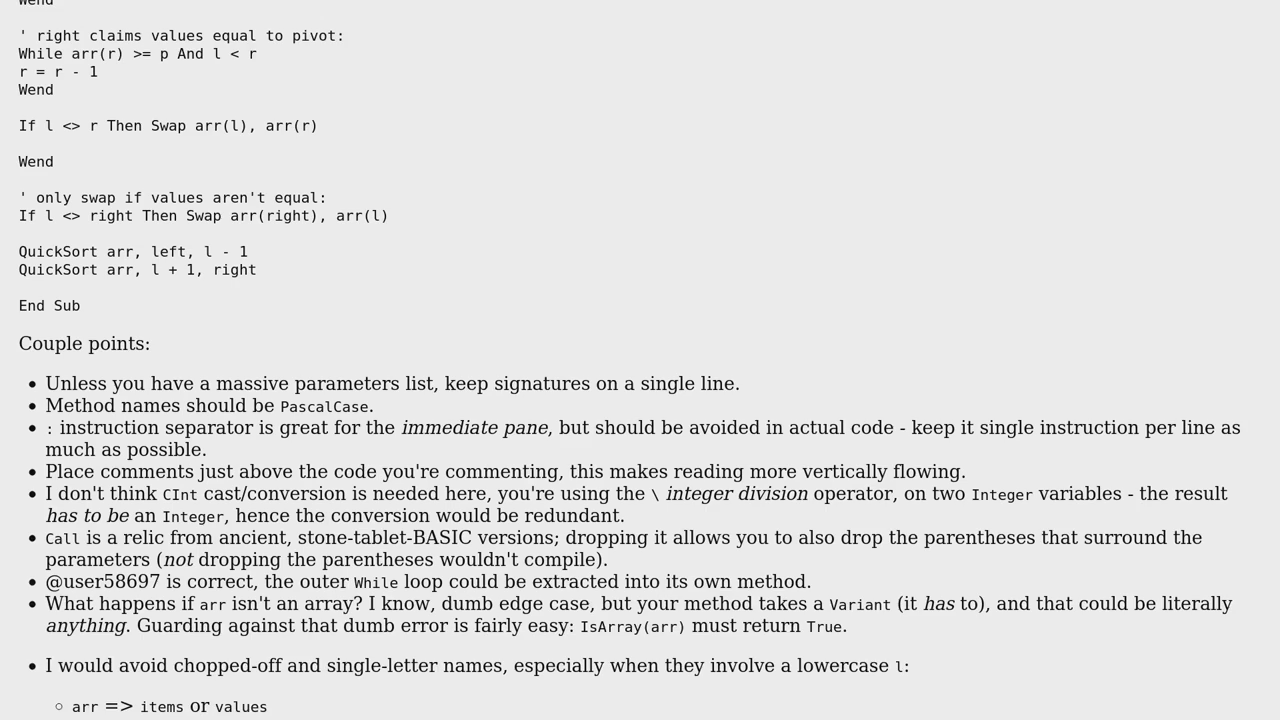 Wend
' right claims values equal to pivot:
While arr(r) >= p And l < r
r = r - 1
Wend
If l <> r Then Swap arr(l), arr(r)
Wend
' only swap if values aren't equal:
If l <> right Then Swap arr(right), arr(l)
QuickSort arr, left, l - 1
QuickSort arr, l + 1, right
End Sub
Couple points:
• Unless you have a massive parameters list, keep signatures on a single line.
• Method names should be PascalCase.
• : instruction separator is great for the immediate pane, but should be avoided in actual code - keep it single instruction per line as
much as possible.
• Place comments just above the code you're commenting, this makes reading more vertically flowing.
• I don't think CInt cast/conversion is needed here, you're using the \ integer division operator, on two Integer variables - the result
has to be an Integer, hence the conversion would be redundant.
• Call is a relic from ancient, stone-tablet-BASIC versions; dropping it allows you to also drop the parentheses that surround the
parameters (not dropping the parentheses wouldn't compile).
• @user58697 is correct, the outer While loop could be extracted into its own method.
• What happens if arr isn't an array? I know, dumb edge case, but your method takes a Variant (it has to), and that could be literally
anything. Guarding against that dumb error is fairly easy: IsArray(arr) must return True.
• I would avoid chopped-off and single-letter names, especially when they involve a lowercase l:
◦ arr => items or values